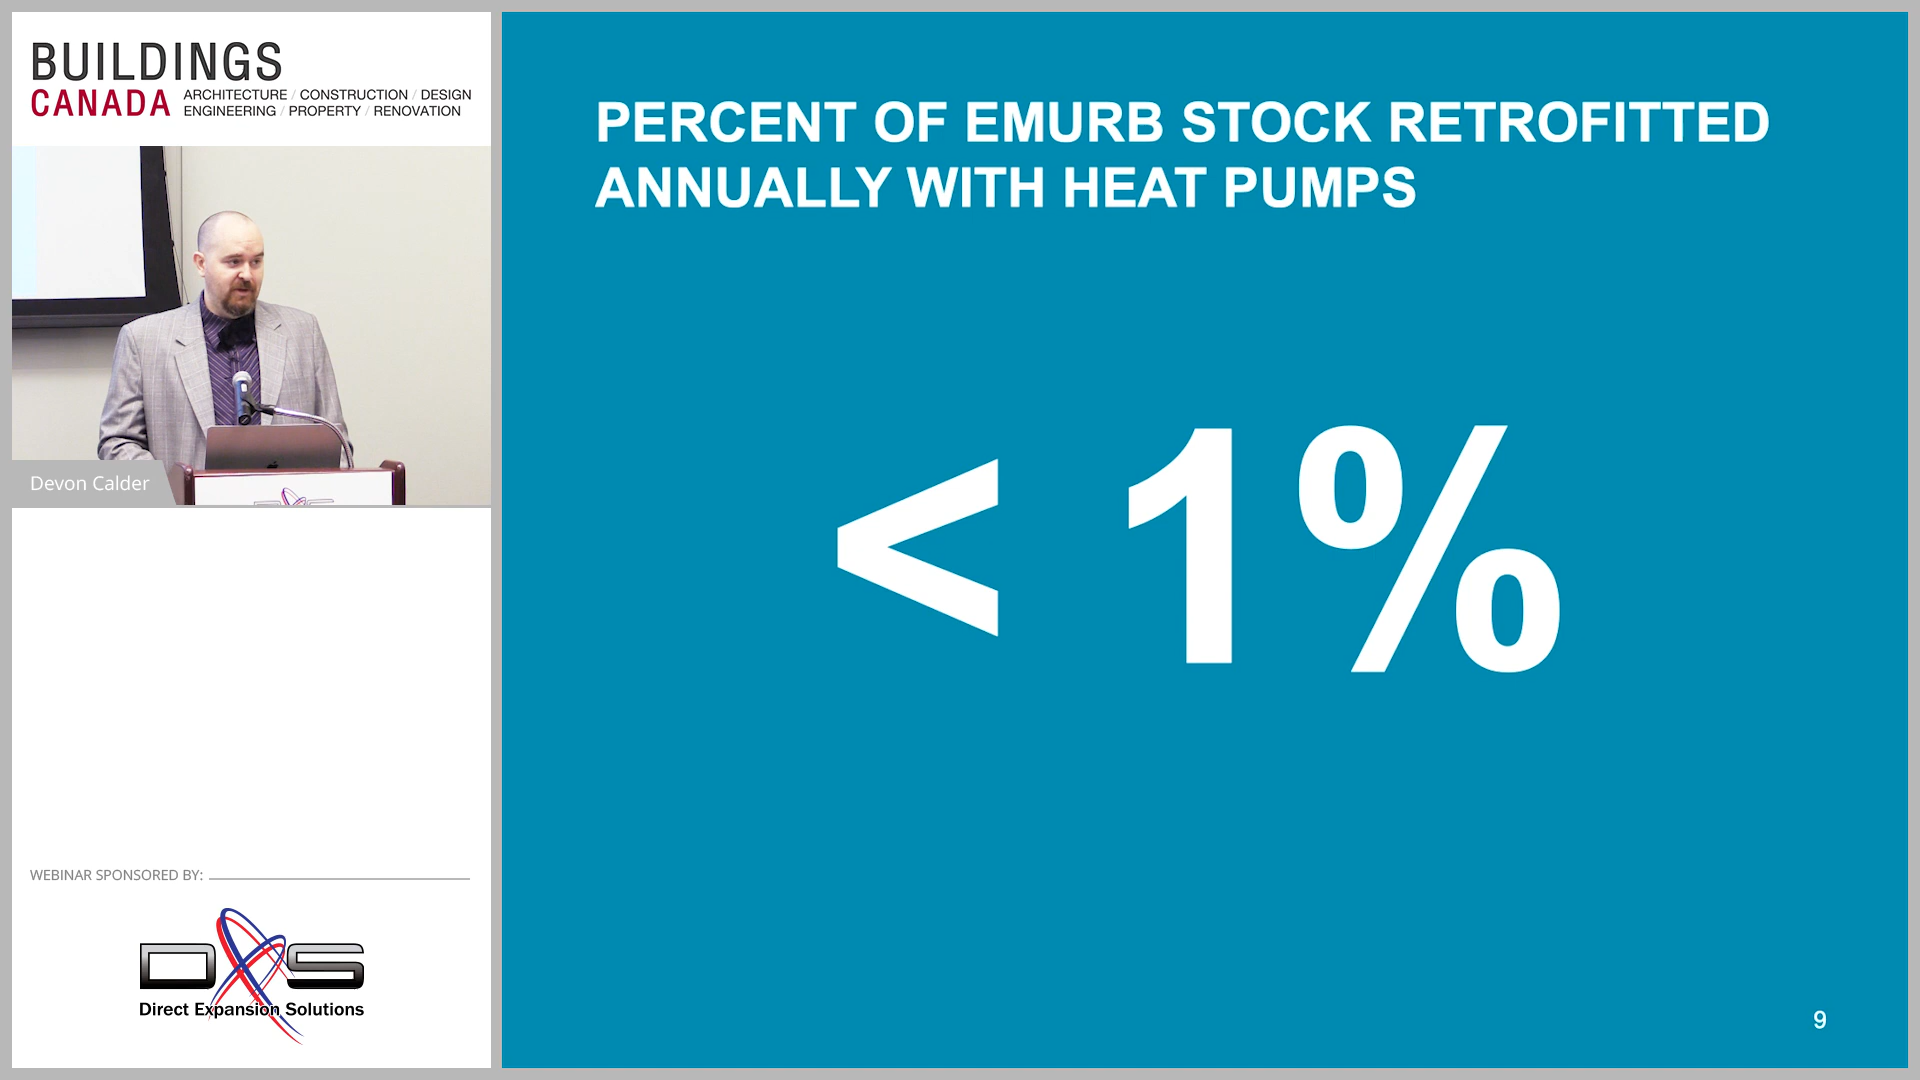 BUILDINGS
CANADA
ARCHITECTURE / CONSTRUCTION / DESIGN
ENGINEERING / PROPERTY / RENOVATION
Devon Calder
WEBINAR SPONSORED BY:
DXS
Direct Expansion Solutions
PERCENT OF EMURB STOCK RETROFITTED
ANNUALLY WITH HEAT PUMPS
< 1%
9